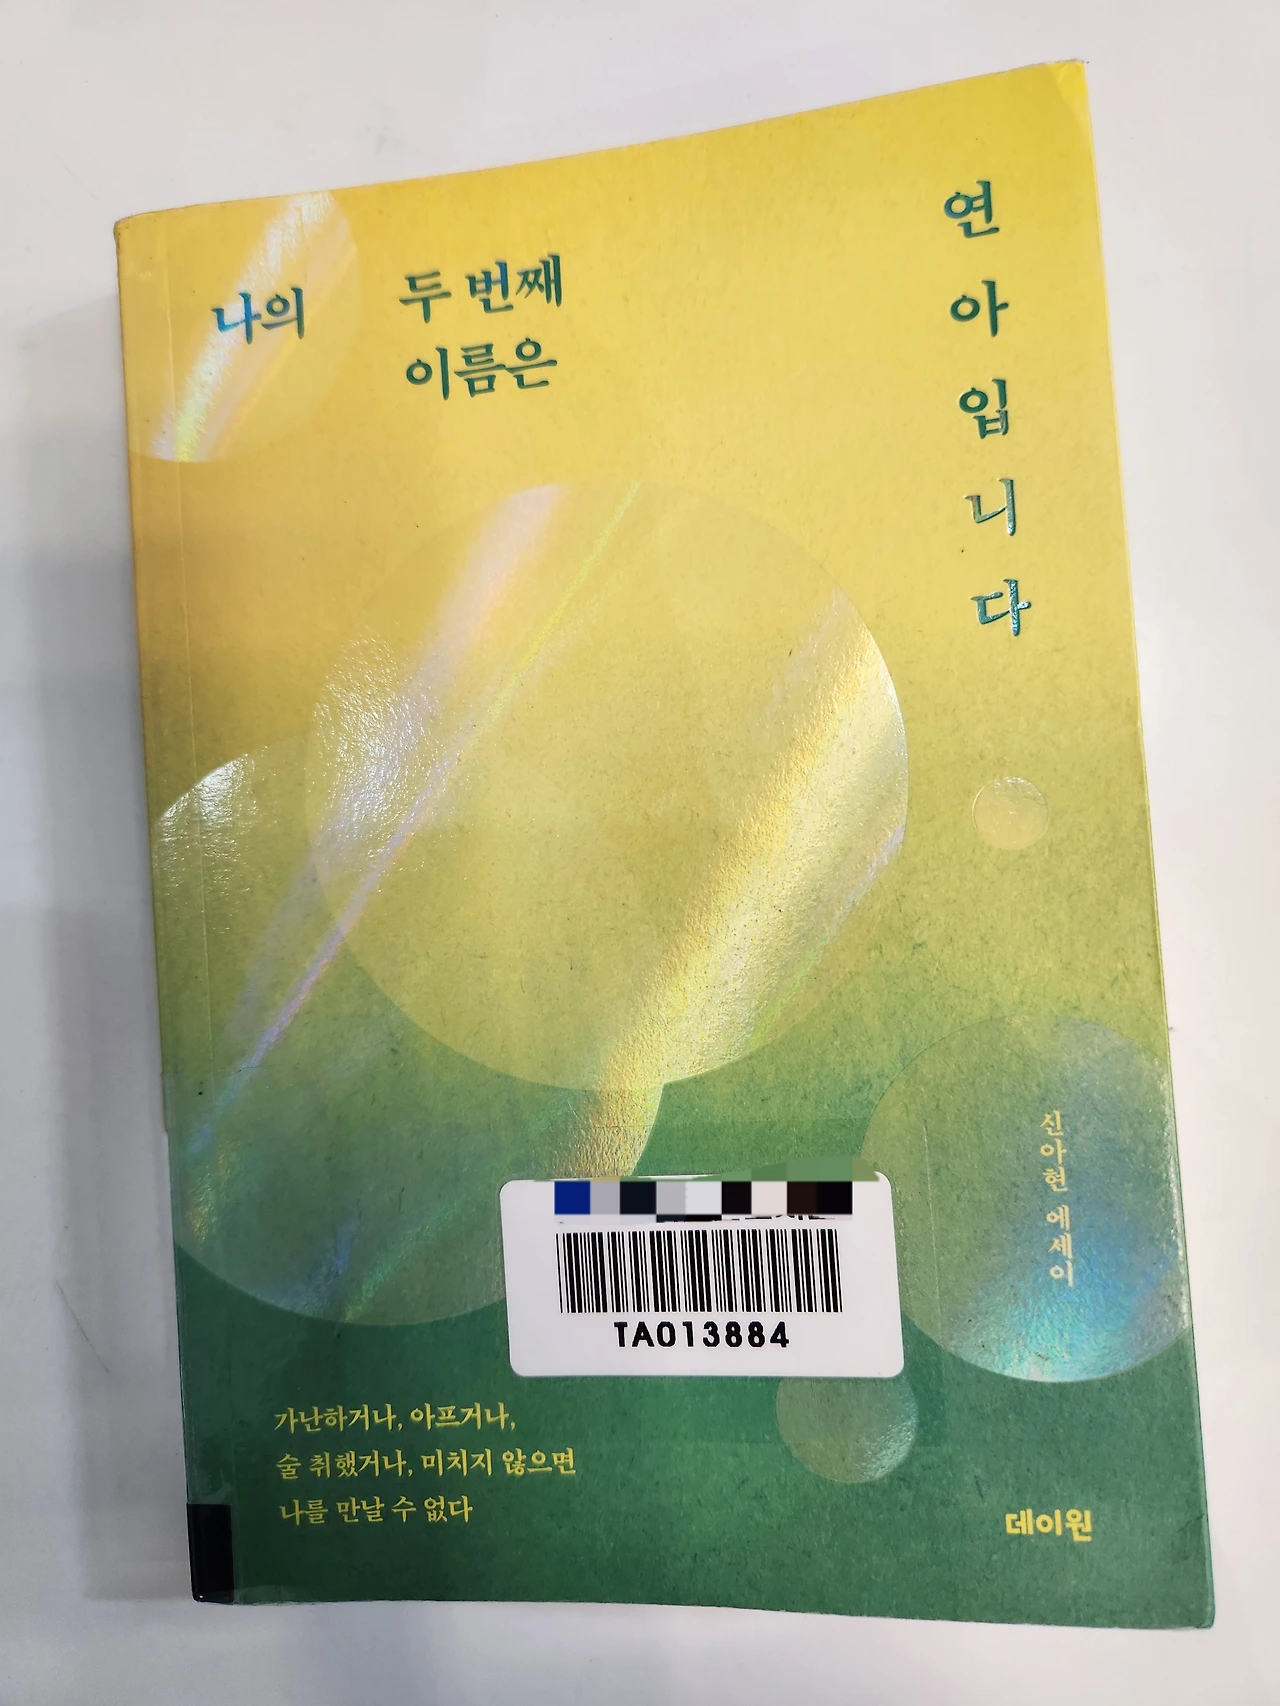 나의 두 번째
이름은
연아입니다
신아현 에세이
TA013884
가난하거나, 아프거나,
술 취했거나, 미치지 않으면
나를 만날 수 없다
데이원